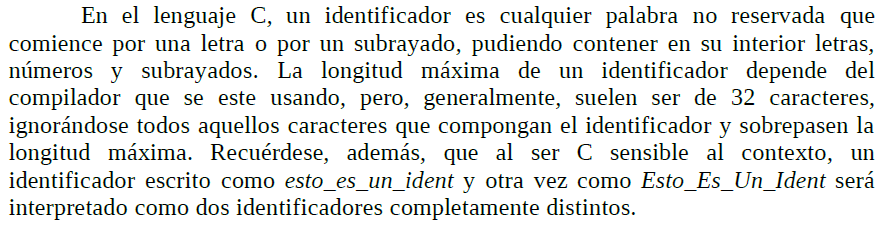 En el lenguaje C, un identificador es cualquier palabra no reservada que
comience por una letra o por un subrayado, pudiendo contener en su interior letras,
números y subrayados. La longitud máxima de un identificador depende del
compilador que se este usando, pero, generalmente, suelen ser de 32 caracteres,
ignorándose todos aquellos caracteres que compongan el identificador y sobrepasen la
longitud máxima. Recuérdese, además, que al ser C sensible al contexto, un
identificador escrito como esto_es_un_ident y otra vez como Esto_Es_Un_Ident será
interpretado como dos identificadores completamente distintos.